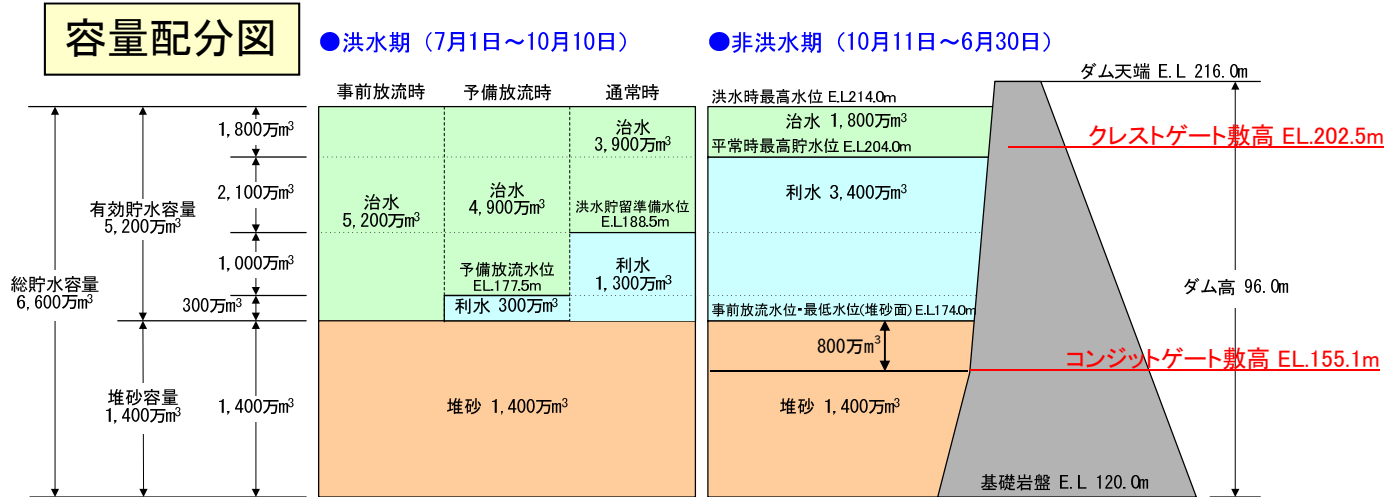 容量配分図
●洪水期（7月1日～10月10日）
●非洪水期（10月11日～6月30日）
事前放流時
予備放流時
通常時
総貯水容量
6,600万m³
有効貯水容量
5,200万m³
堆砂容量
1,400万m³
1,800万m³
2,100万m³
1,000万m³
300万m³
1,400万m³
治水
5,200万m³
治水
4,900万m³
予備放流水位
EL.177.5m
利水 300万m³
治水
3,900万m³
洪水貯留準備水位
E.L188.5m
利水
1,300万m³
堆砂 1,400万m³
洪水時最高水位 E.L214.0m
治水 1,800万m³
平常時最高貯水位 E.L204.0m
利水 3,400万m³
事前放流水位・最低水位(堆砂面) E.L174.0m
800万m³
堆砂 1,400万m³
ダム天端 E.L 216.0m
クレストゲート敷高 EL.202.5m
ダム高 96.0m
コンジットゲート敷高 EL.155.1m
基礎岩盤 E.L 120.0m